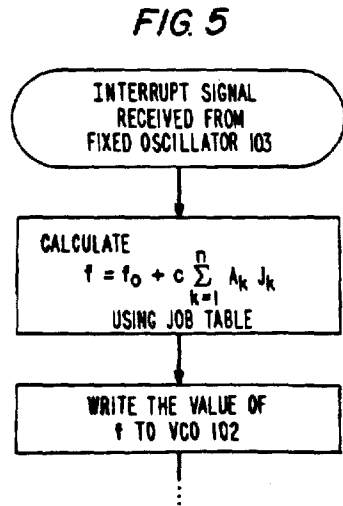 FIG. 5
INTERRUPT SIGNAL
RECEIVED FROM
FIXED OSCILLATOR 103
CALCULATE
f = f₀ + c ∑ₖ₌₁ⁿ Aₖ Jₖ
USING JOB TABLE
WRITE THE VALUE OF
f TO VCO 102